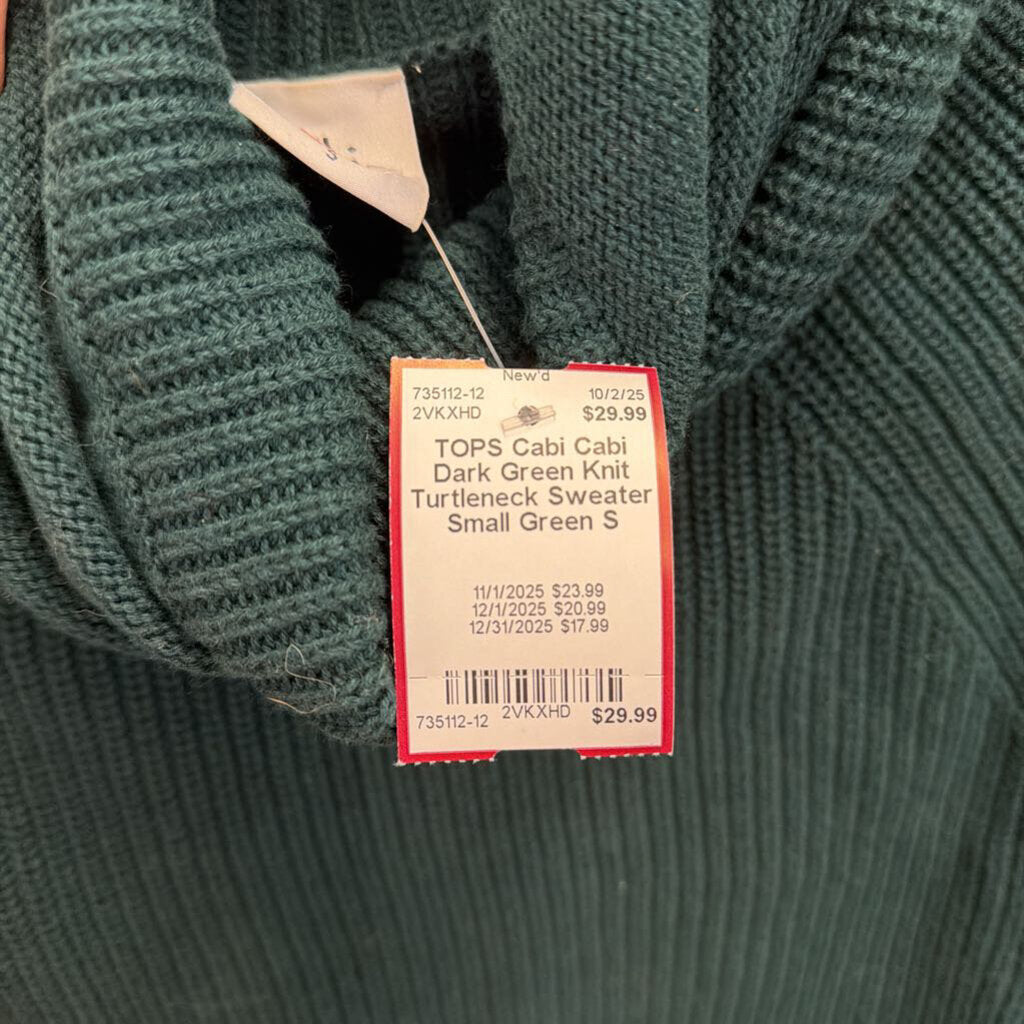 New'd
735112-12 10/2/25
2VKXHD $29.99
TOPS Cabi Cabi
Dark Green Knit
Turtleneck Sweater
Small Green S
11/1/2025 $23.99
12/1/2025 $20.99
12/31/2025 $17.99
735112-12 2VKXHD $29.99